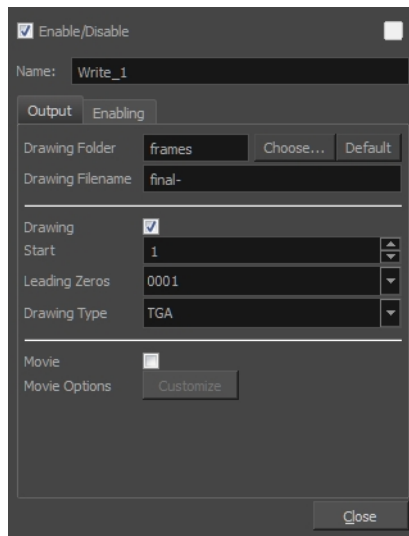 Enable/Disable
Name: Write_1
Output Enabling
Drawing Folder frames Choose... Default
Drawing Filename final-
Drawing
Start 1
Leading Zeros 0001
Drawing Type TGA
Movie
Movie Options Customize
Close